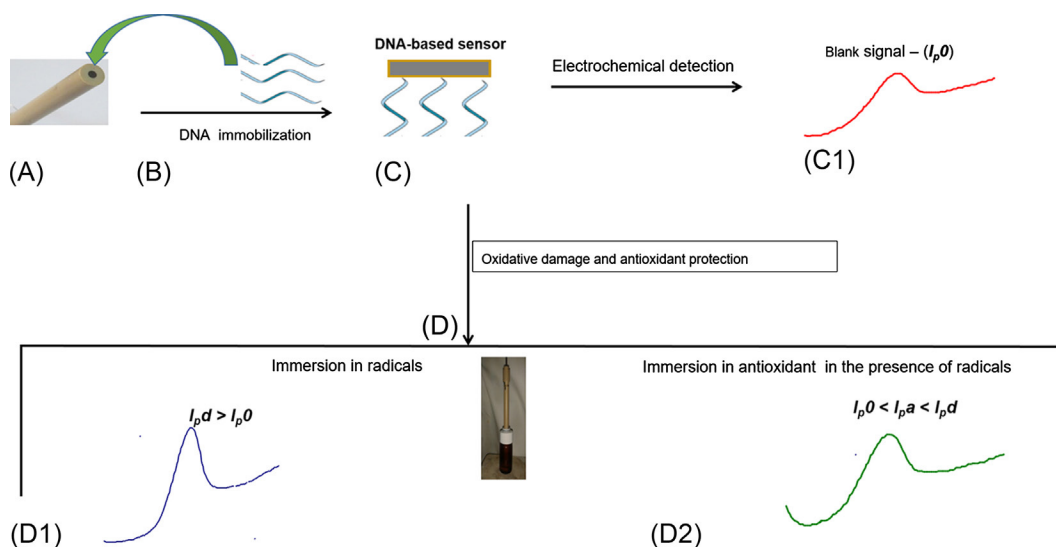 DNA-based sensor
Electrochemical detection
Blank signal – (Ip0)
DNA immobilization
(A)
(B)
(C)
(C1)
Oxidative damage and antioxidant protection
(D)
Immersion in radicals
Immersion in antioxidant in the presence of radicals
Ipd > Ip0
Ip0 < Ipa < Ipd
(D1)
(D2)